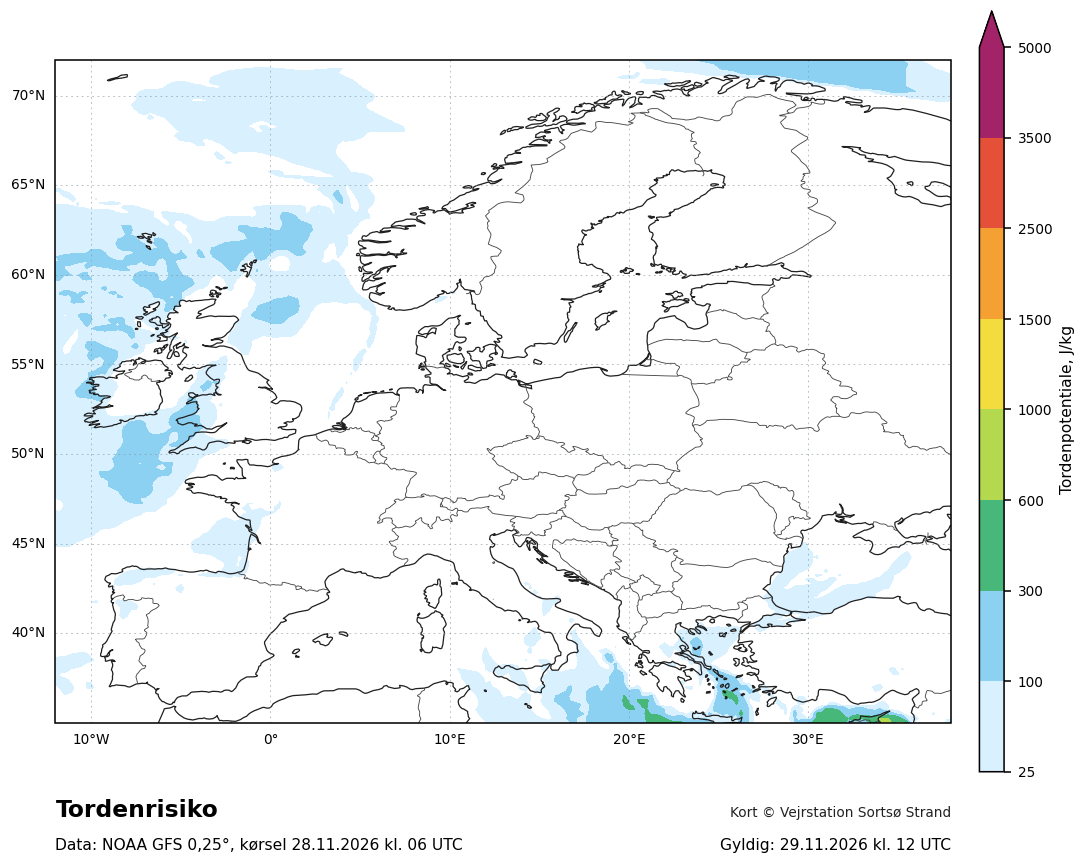 70°N
65°N
60°N
55°N
50°N
45°N
40°N
10°W
0°
10°E
20°E
30°E
5000
3500
2500
1500
1000
600
300
100
25
Tordenpotentiale, J/kg
Tordenrisiko
Kort © Vejrstation Sortsø Strand
Data: NOAA GFS 0,25°, kørsel 28.11.2026 kl. 06 UTC
Gyldig: 29.11.2026 kl. 12 UTC